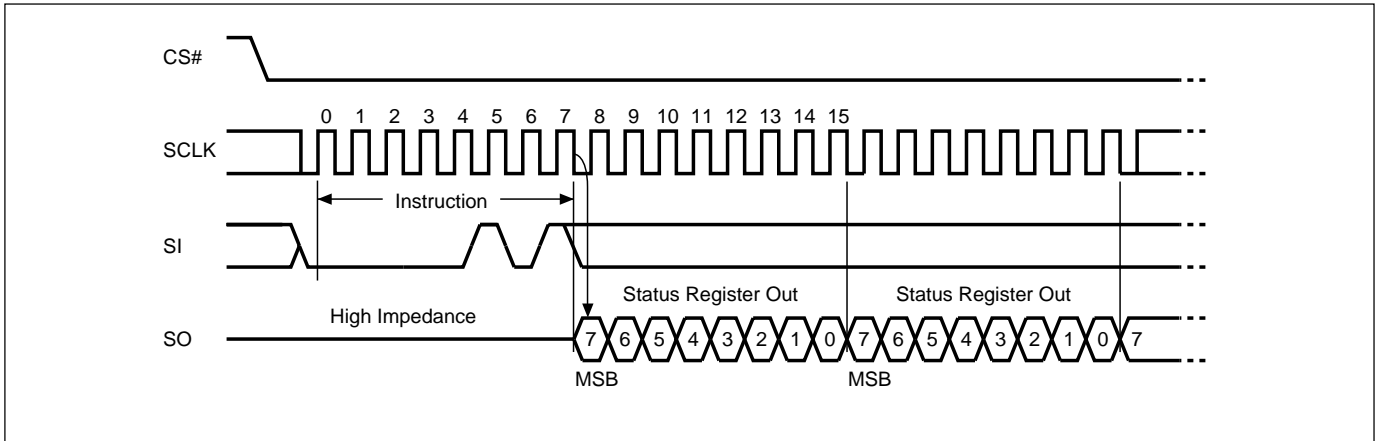 CS#
0 1 2 3 4 5 6 7 8 9 10 11 12 13 14 15
SCLK
Instruction
SI
Status Register Out Status Register Out
High Impedance
SO 7 6 5 4 3 2 1 0 7 6 5 4 3 2 1 0 7
MSB MSB